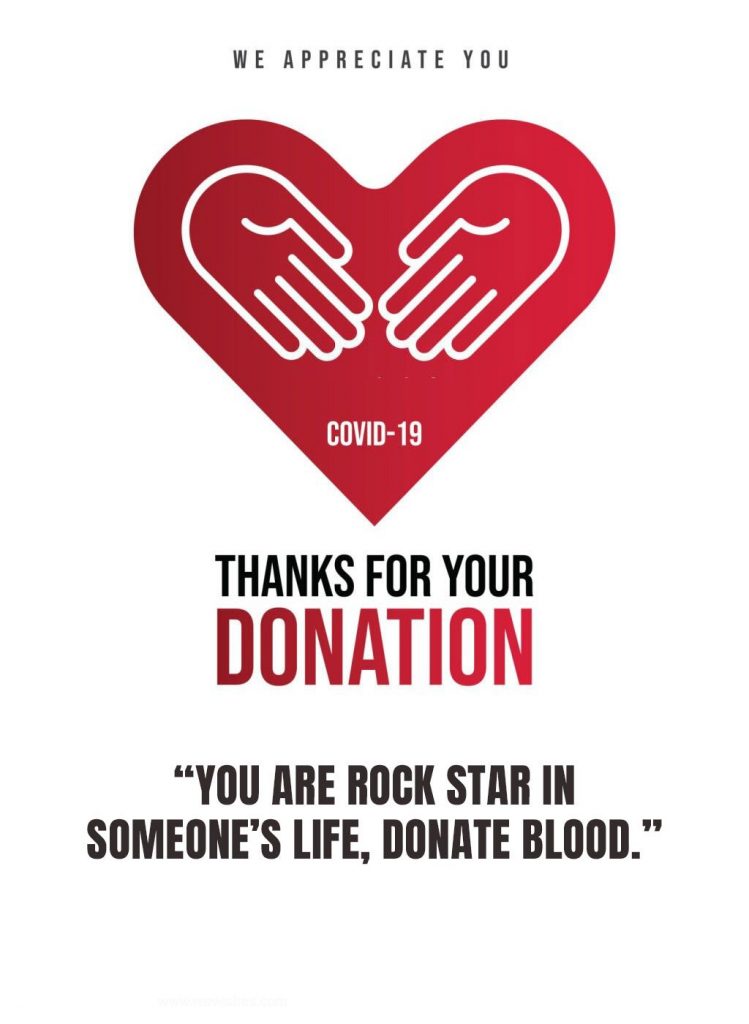 WE APPRECIATE YOU
COVID-19
THANKS FOR YOUR
DONATION
“YOU ARE ROCK STAR IN
SOMEONE’S LIFE, DONATE BLOOD.”